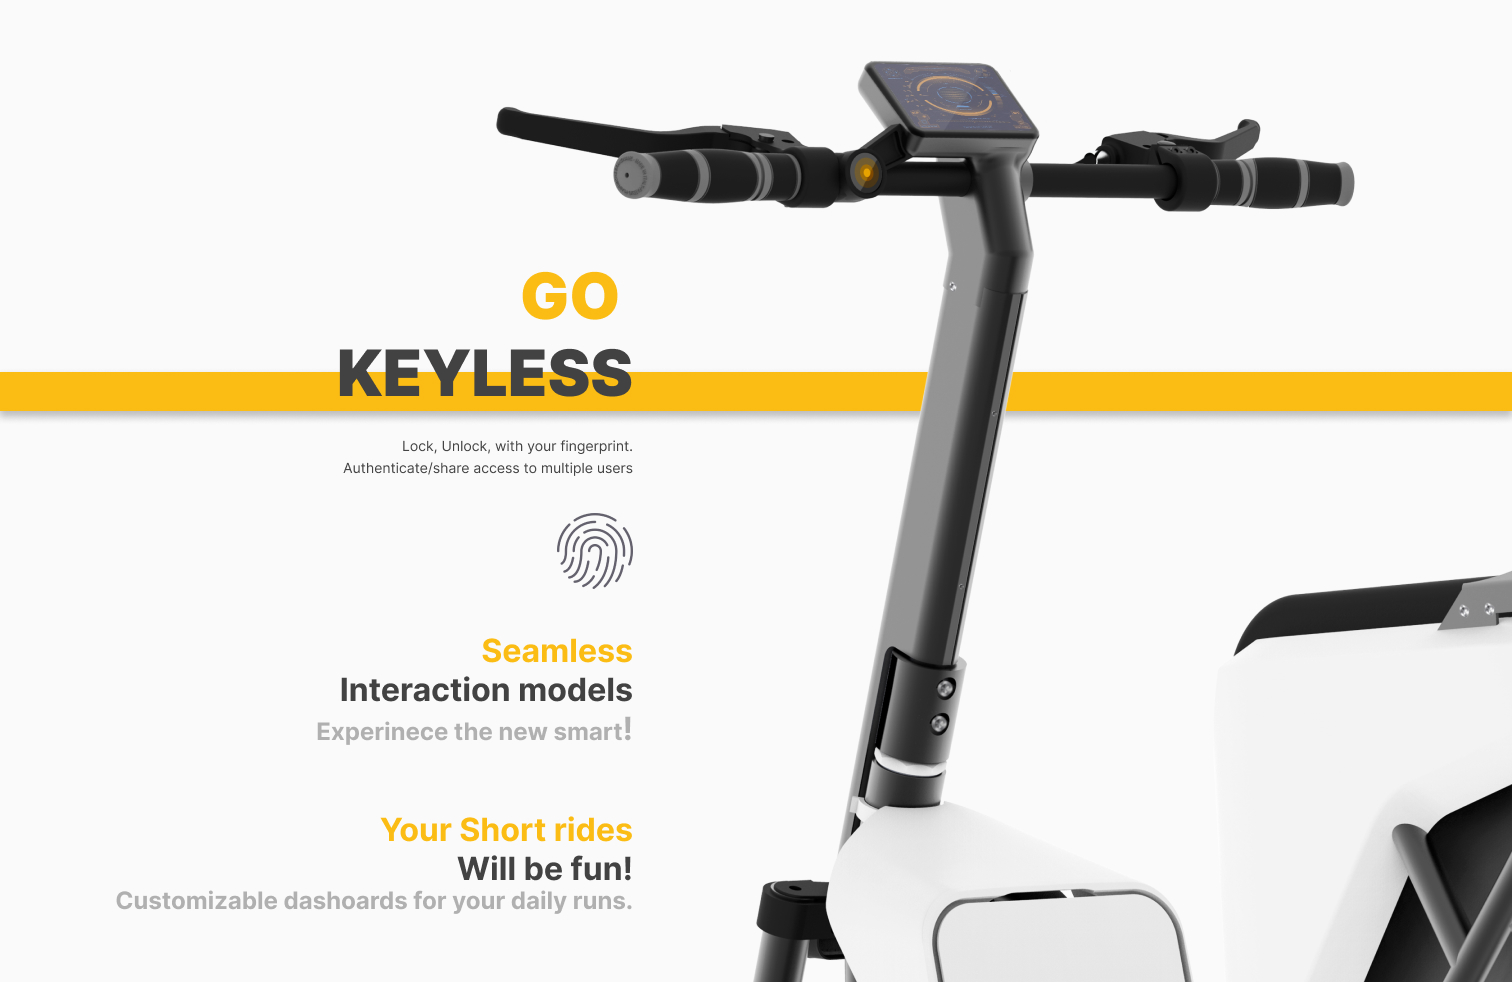 GO
KEYLESS
Lock, Unlock, with your fingerprint.
Authenticate/share access to multiple users
Seamless
Interaction models
Experinece the new smart!
Your Short rides
Will be fun!
Customizable dashoards for your daily runs.